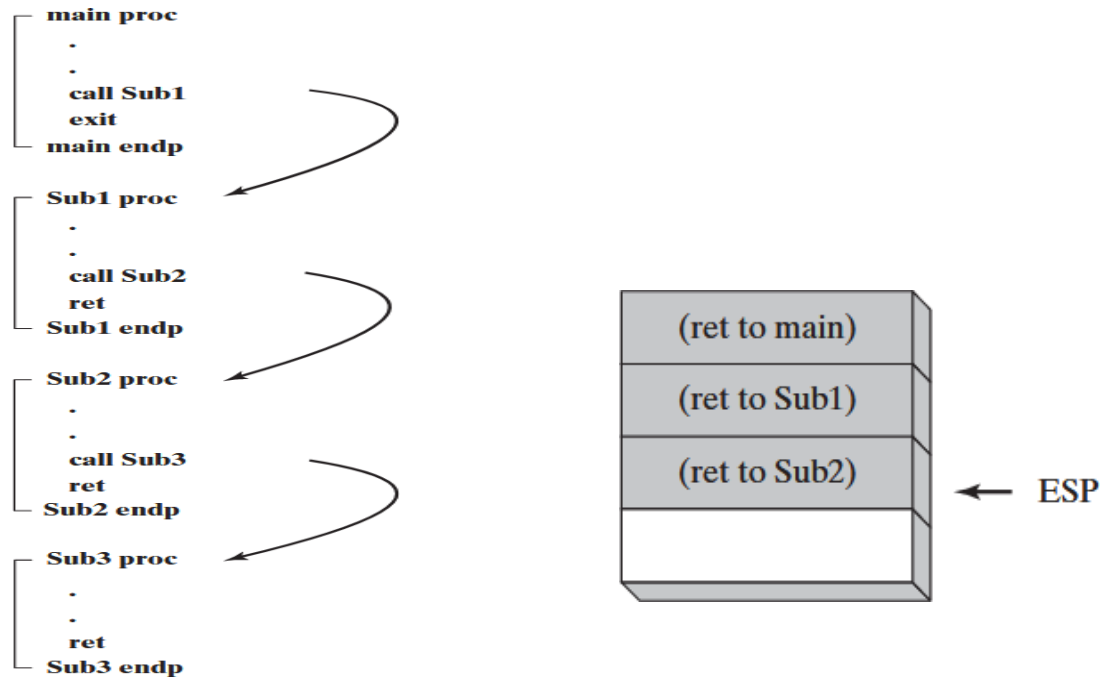 main proc
.
.
call Sub1
exit
main endp
Sub1 proc
.
.
call Sub2
ret
Sub1 endp
Sub2 proc
.
.
call Sub3
ret
Sub2 endp
Sub3 proc
.
.
ret
Sub3 endp
(ret to main)
(ret to Sub1)
(ret to Sub2)
ESP